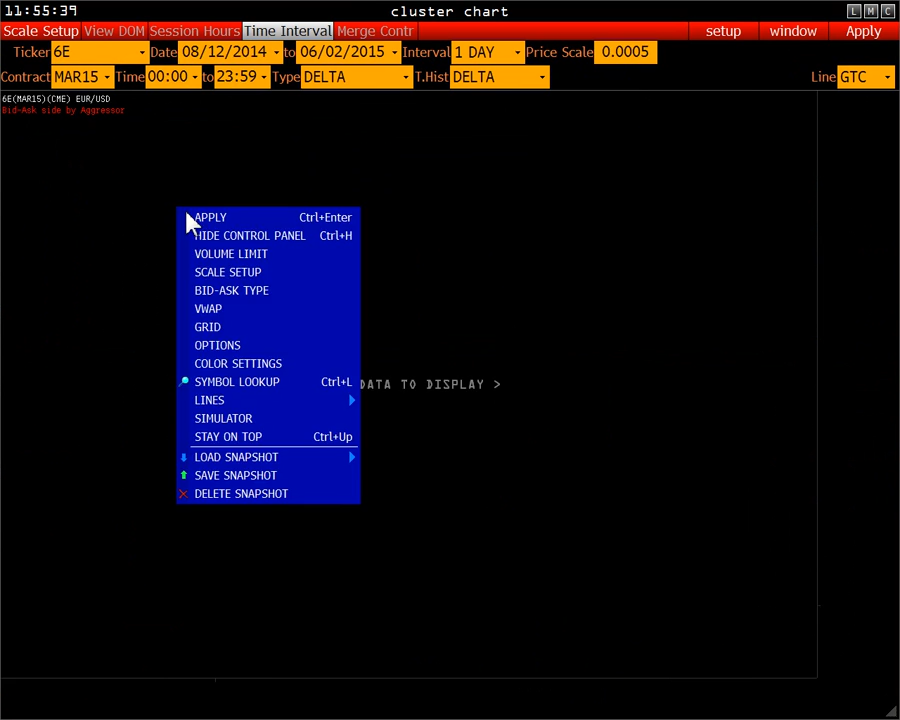 11:55:39 cluster chart L M C
Scale Setup View DOM Session Hours Time Interval Merge Contr setup window Apply
Ticker 6E Date 08/12/2014 to 06/02/2015 Interval 1 DAY Price Scale 0.0005
Contract MAR15 Time 00:00 to 23:59 Type DELTA T.Hist DELTA Line GTC
6E(MAR15)(CME) EUR/USD
Bid-Ask side by Aggressor
APPLY Ctrl+Enter
HIDE CONTROL PANEL Ctrl+H
VOLUME LIMIT
SCALE SETUP
BID-ASK TYPE
VWAP
GRID
OPTIONS
COLOR SETTINGS
SYMBOL LOOKUP Ctrl+L
DATA TO DISPLAY >
LINES
SIMULATOR
STAY ON TOP Ctrl+Up
LOAD SNAPSHOT
SAVE SNAPSHOT
DELETE SNAPSHOT